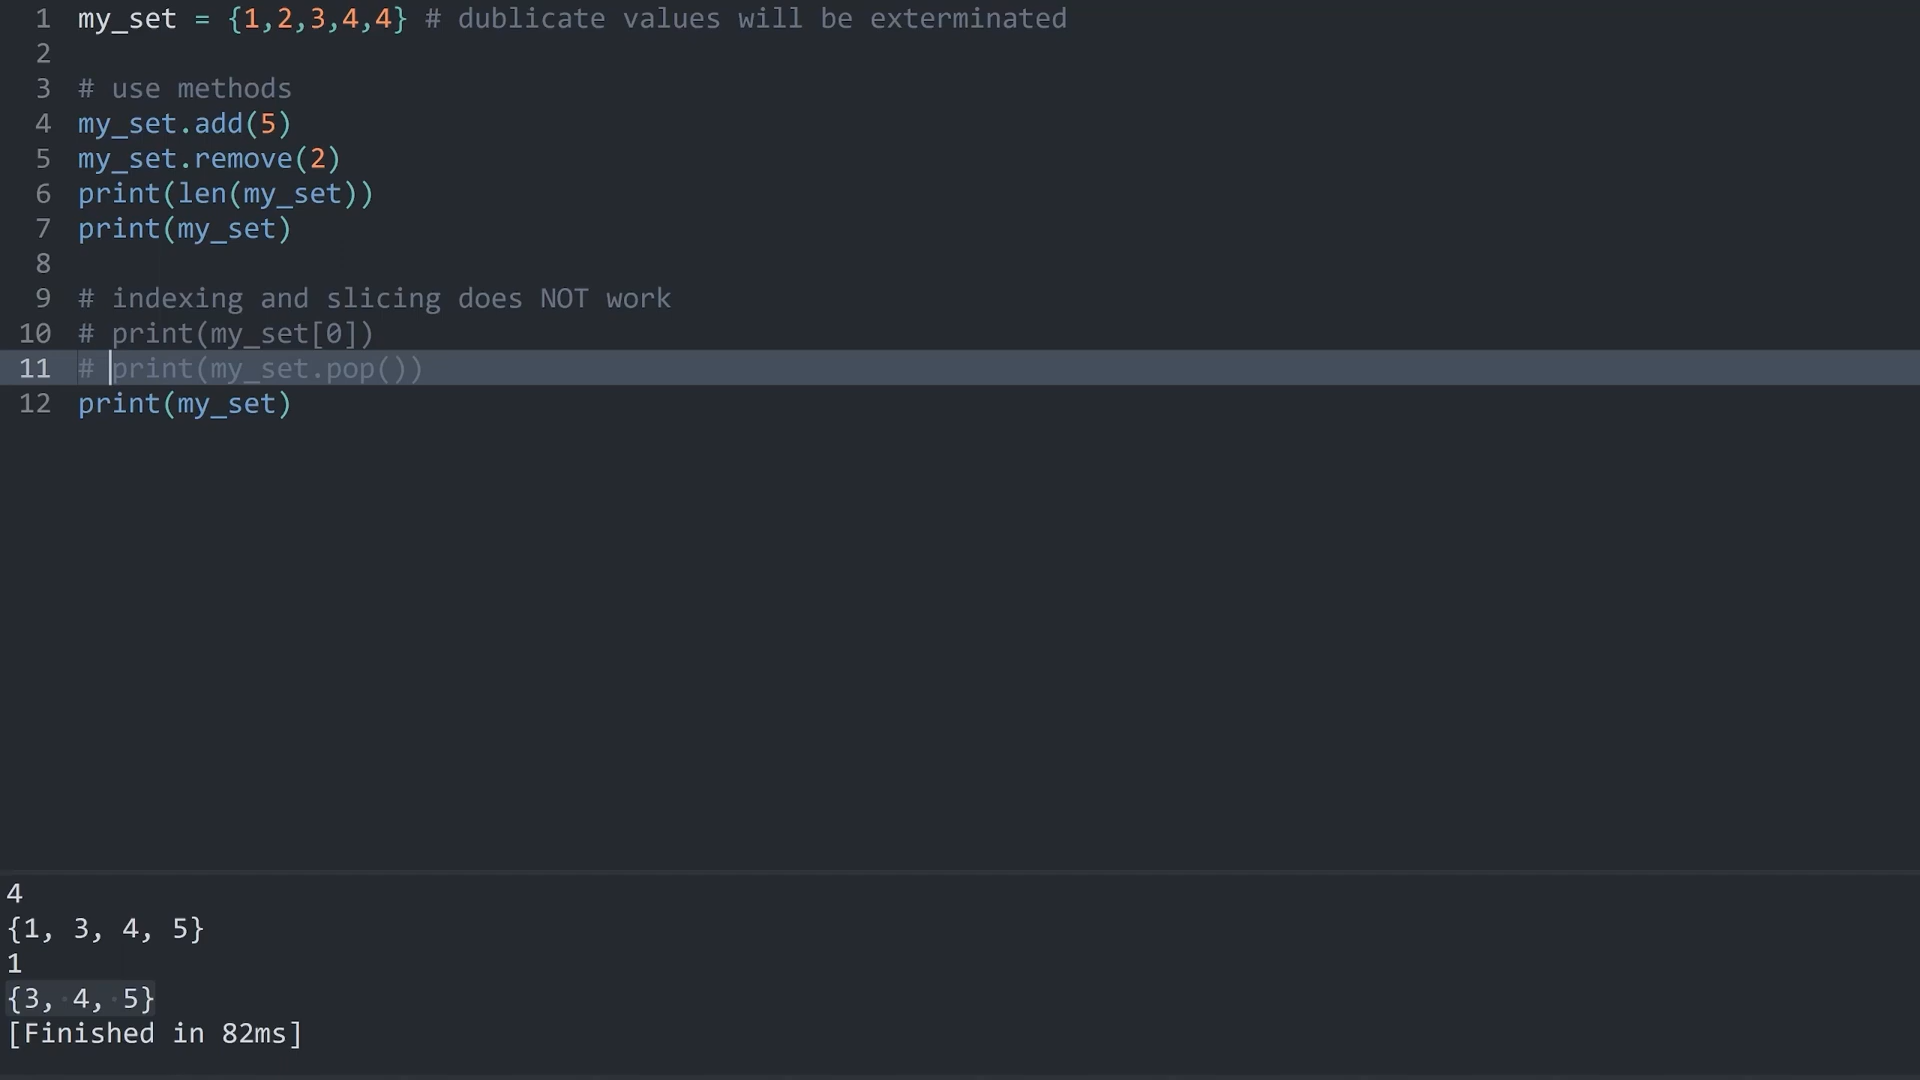 1 my_set = {1,2,3,4,4} # dublicate values will be exterminated
2
3 # use methods
4 my_set.add(5)
5 my_set.remove(2)
6 print(len(my_set))
7 print(my_set)
8
9 # indexing and slicing does NOT work
10 # print(my_set[0])
11 # print(my_set.pop())
12 print(my_set)
4
{1, 3, 4, 5}
1
{3, 4, 5}
[Finished in 82ms]